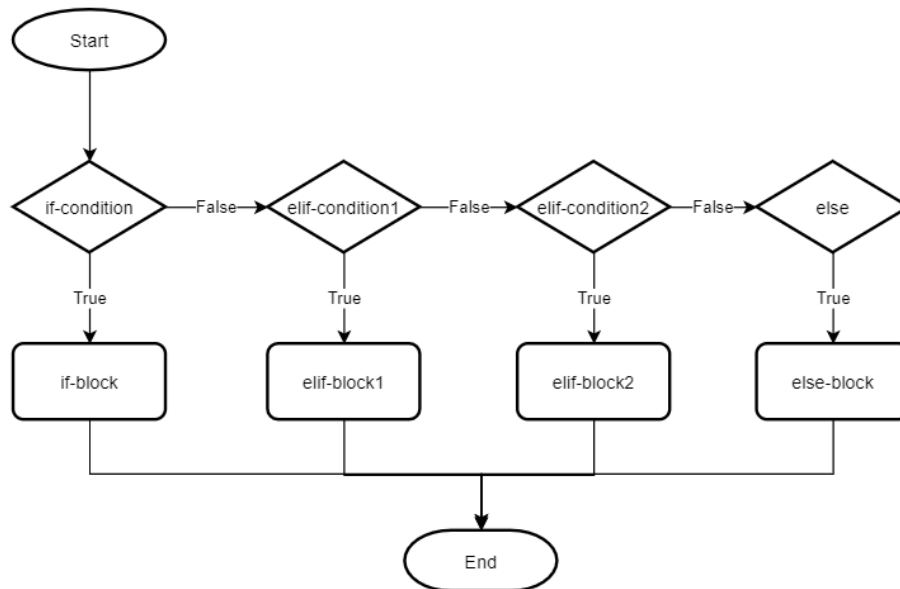 Start
if-condition
False
elif-condition1
False
elif-condition2
False
else
True
True
True
True
if-block
elif-block1
elif-block2
else-block
End